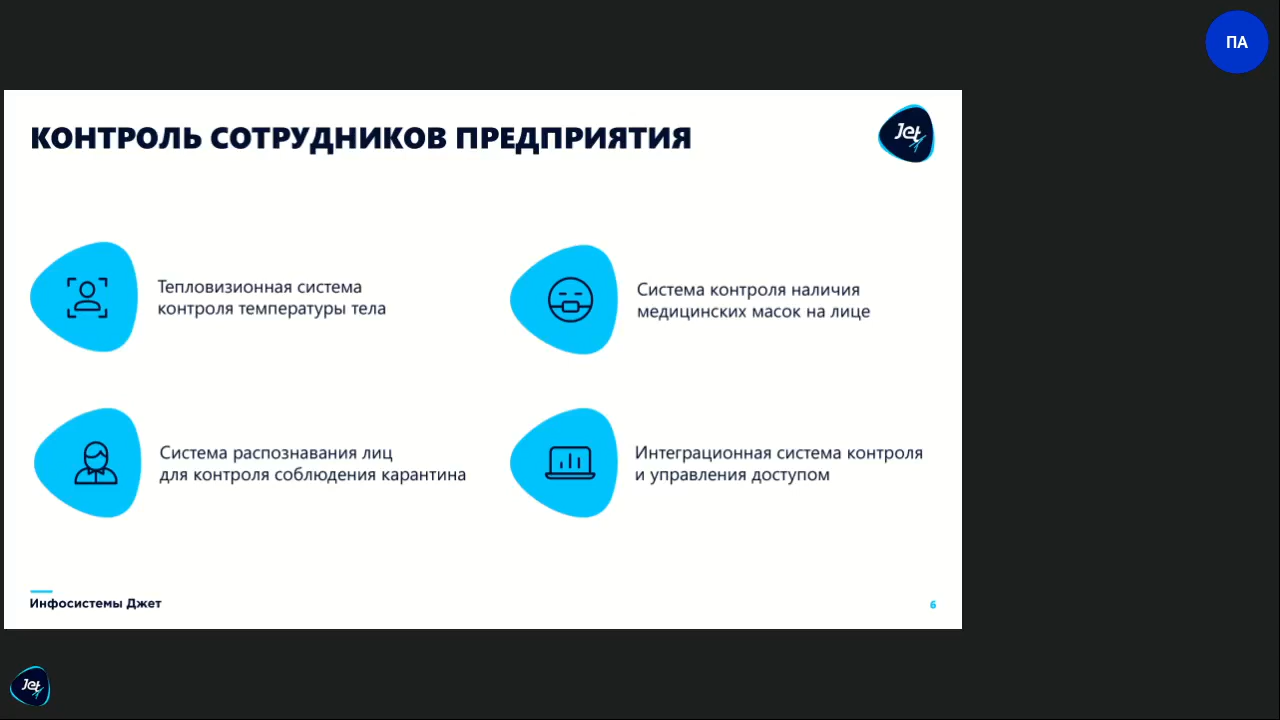 ПА
КОНТРОЛЬ СОТРУДНИКОВ ПРЕДПРИЯТИЯ
Jet
Тепловизионная система
контроля температуры тела
Система контроля наличия
медицинских масок на лице
Система распознавания лиц
для контроля соблюдения карантина
Интеграционная система контроля
и управления доступом
Инфосистемы Джет
6
Jet